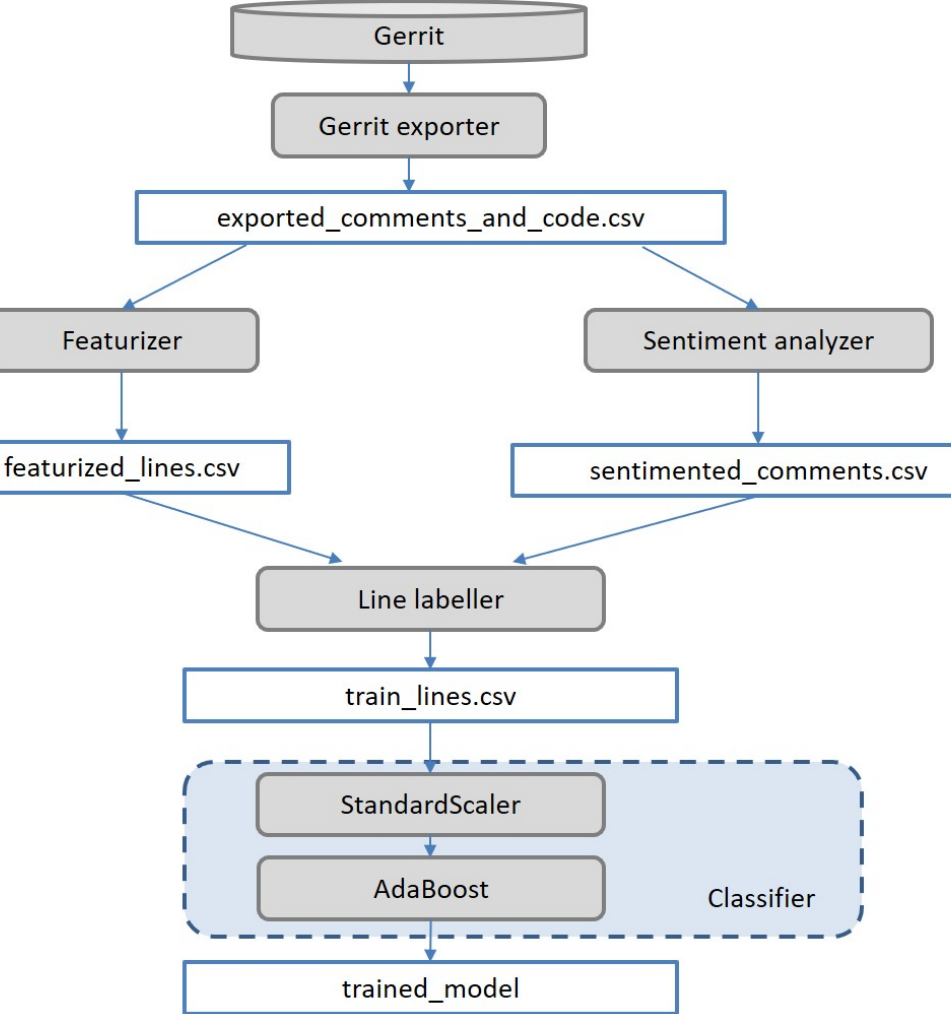 Gerrit
Gerrit exporter
exported_comments_and_code.csv
Featurizer
Sentiment analyzer
featurized_lines.csv
sentimented_comments.csv
Line labeller
train_lines.csv
StandardScaler
AdaBoost
Classifier
trained_model